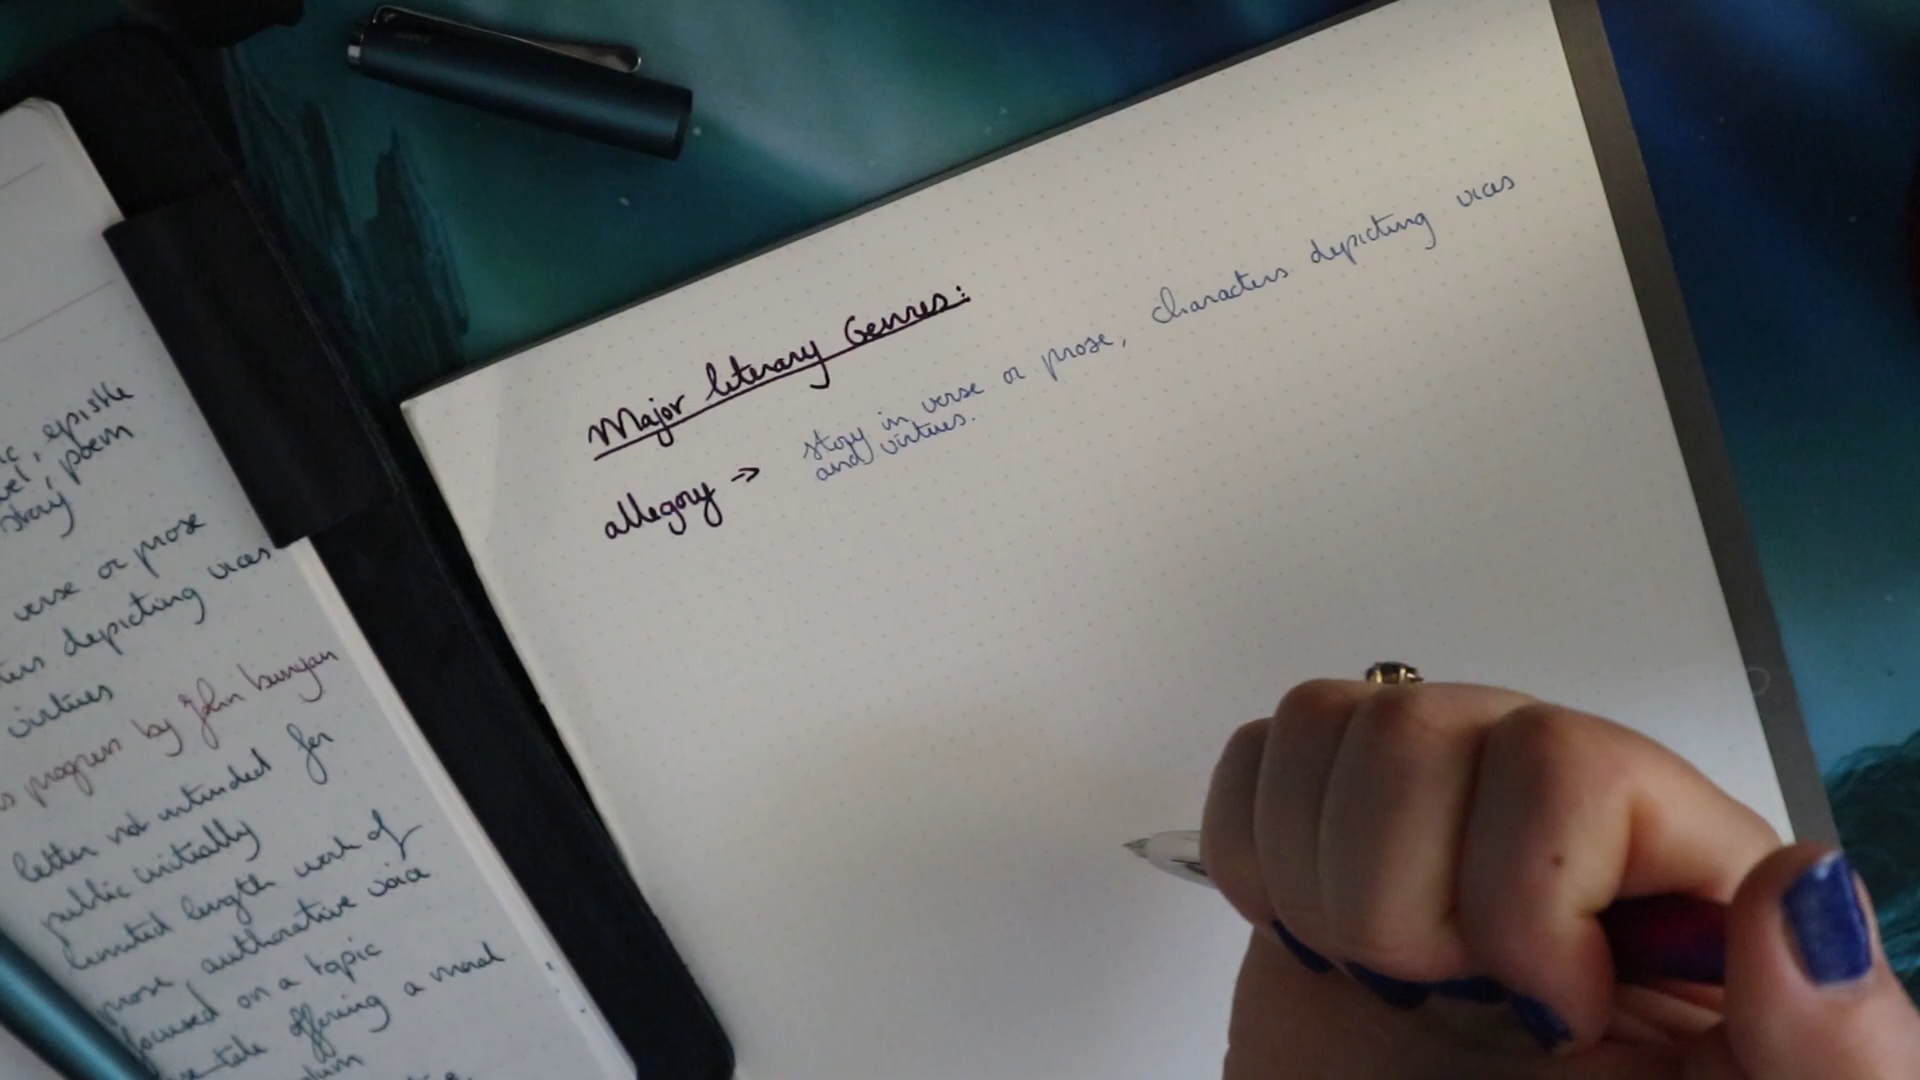 epistle
poem
story
verse or prose
depicting vices
virtues
progress by John bunyan
letter not intended for
public initially
limited length work of
prose, authorative voice
focused on a topic
tale offering a moral
Major literary Genres:
allegory → story in verse or prose, characters depicting vices
and virtues.